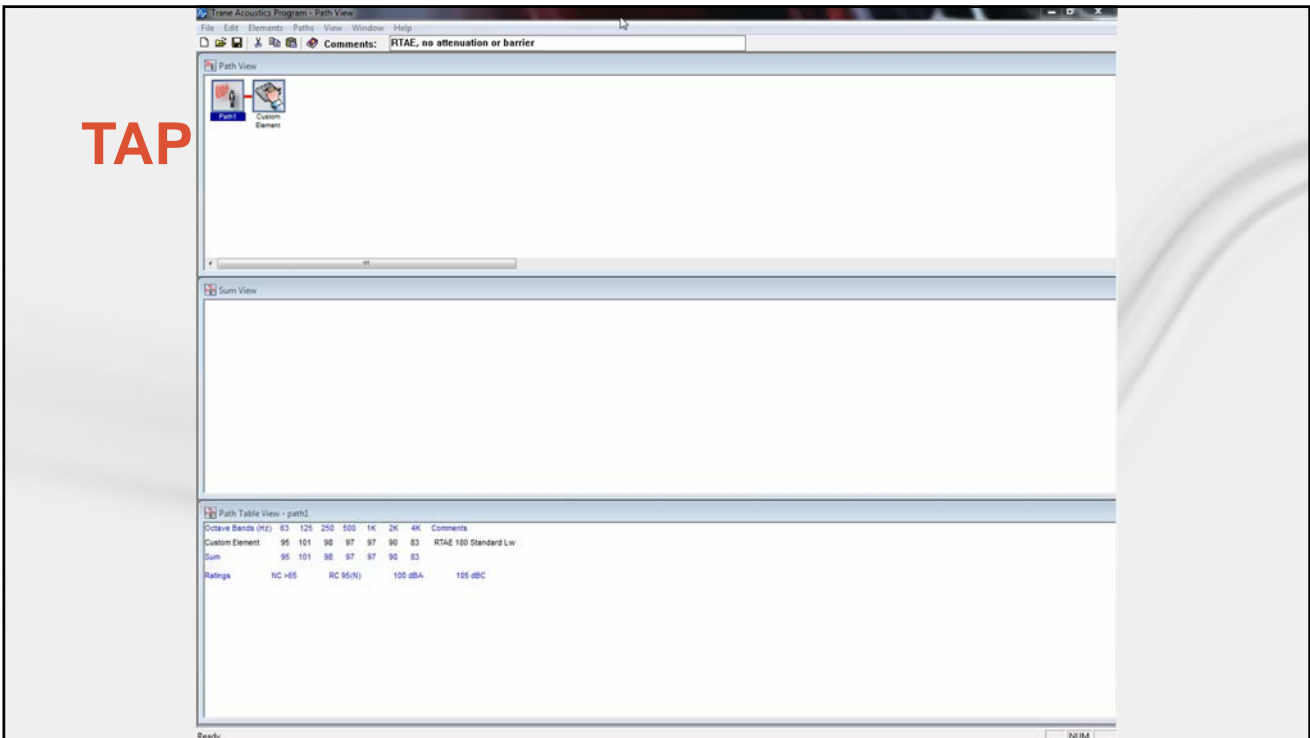 Trane Acoustics Program - Path View
File Edit Elements Paths View Window Help
Comments: RTAE, no attenuation or barrier
Path View
Path1
Custom Element
TAP
Sum View
Path Table View - path1
Octave Bands (Hz) 63 125 250 500 1K 2K 4K Comments
Custom Element 95 101 98 97 97 90 83 RTAE 180 Standard Lw
Sum 95 101 98 97 97 90 83
Ratings NC >65 RC 95(N) 100 dBA 105 dBC
Ready
NUM